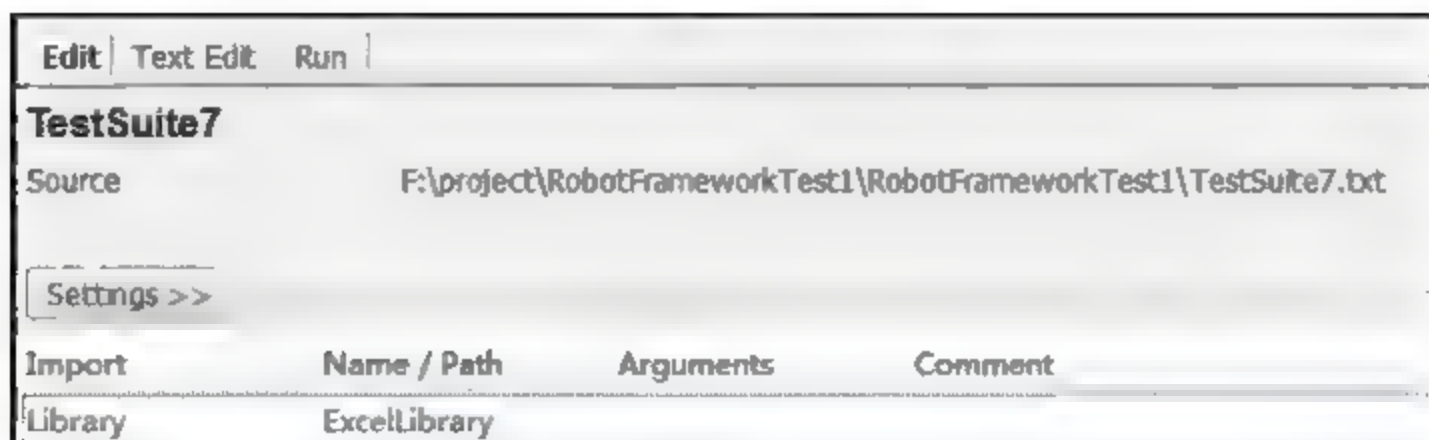 Edit Text Edit Run
TestSuite7
Source F:\project\RobotFrameworkTest1\RobotFrameworkTest1\TestSuite7.txt
Settings >>
Import Name / Path Arguments Comment
Library ExcelLibrary